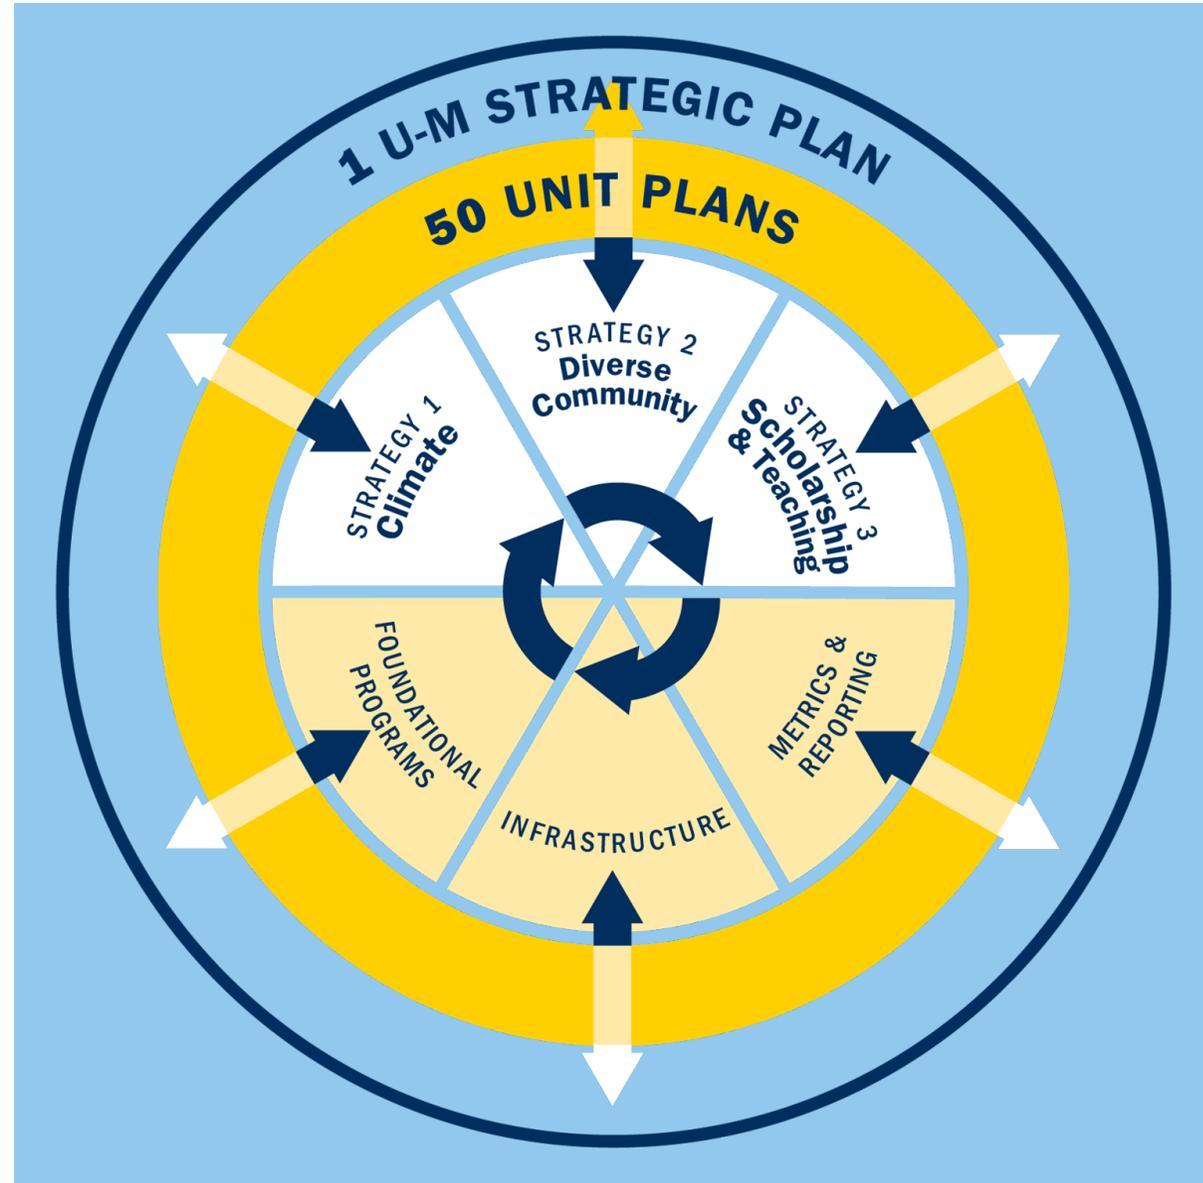 1 U-M STRATEGIC PLAN
50 UNIT PLANS
STRATEGY 1
Climate
STRATEGY 2
Diverse
Community
STRATEGY 3
Scholarship
& Teaching
FOUNDATIONAL
PROGRAMS
INFRASTRUCTURE
METRICS &
REPORTING